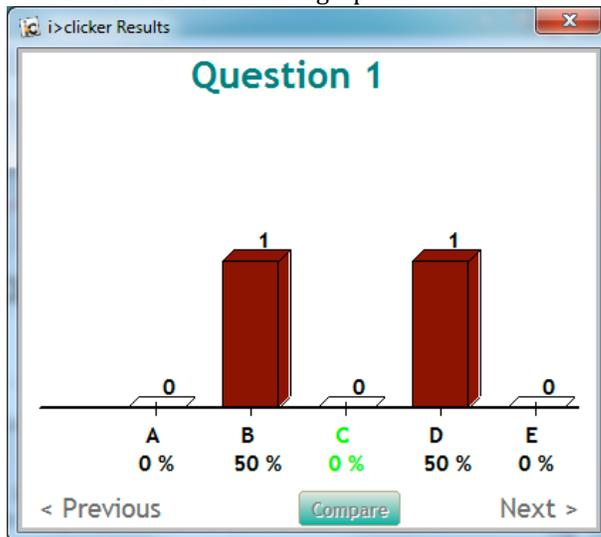 i>clicker Results
Question 1
0 1 0 1 0
A B C D E
0 % 50 % 0 % 50 % 0 %
< Previous Compare Next >